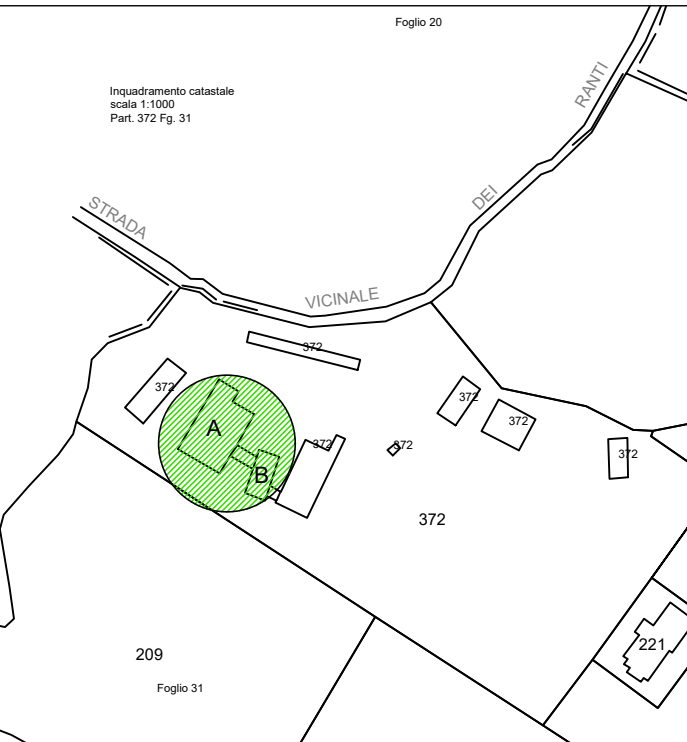 Foglio 20
Inquadramento catastale
scala 1:1000
Part. 372 Fg. 31
STRADA
VICINALE
DEI
RANTI
372
372
372
372
372
372
372
A
B
372
221
209
Foglio 31